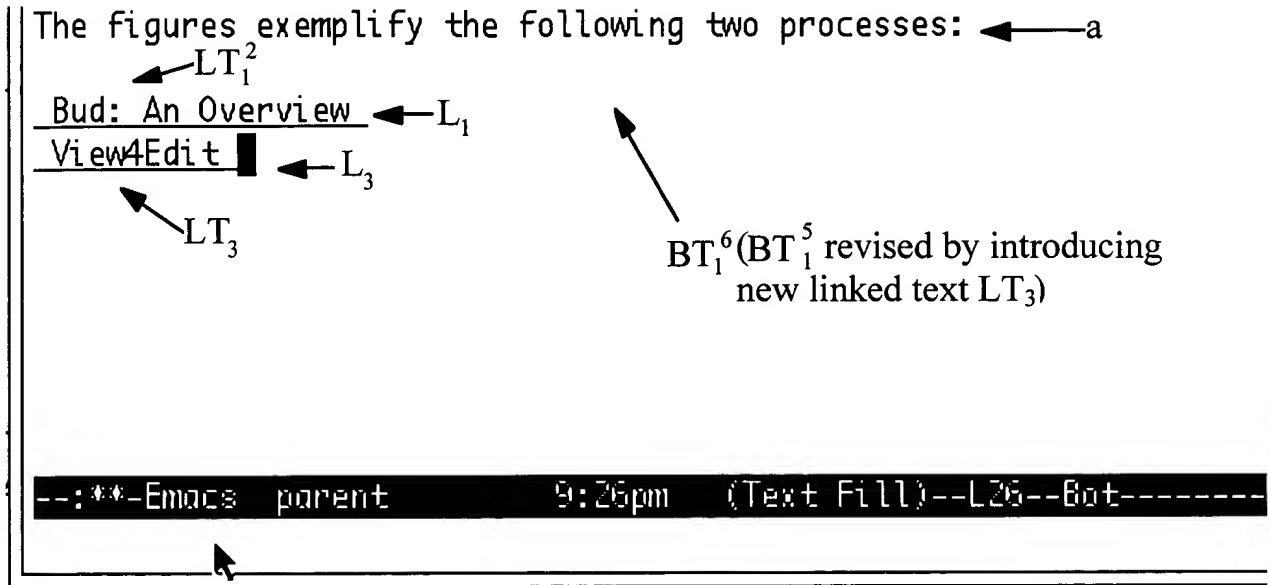 The figures exemplify the following two processes: a
LT₁²
Bud: An Overview L₁
View4Edit L₃
LT₃
BT₁⁶(BT₁⁵ revised by introducing
new linked text LT₃)
--:**-Emacs parent 9:26pm (Text Fill)--L26--Bot--------